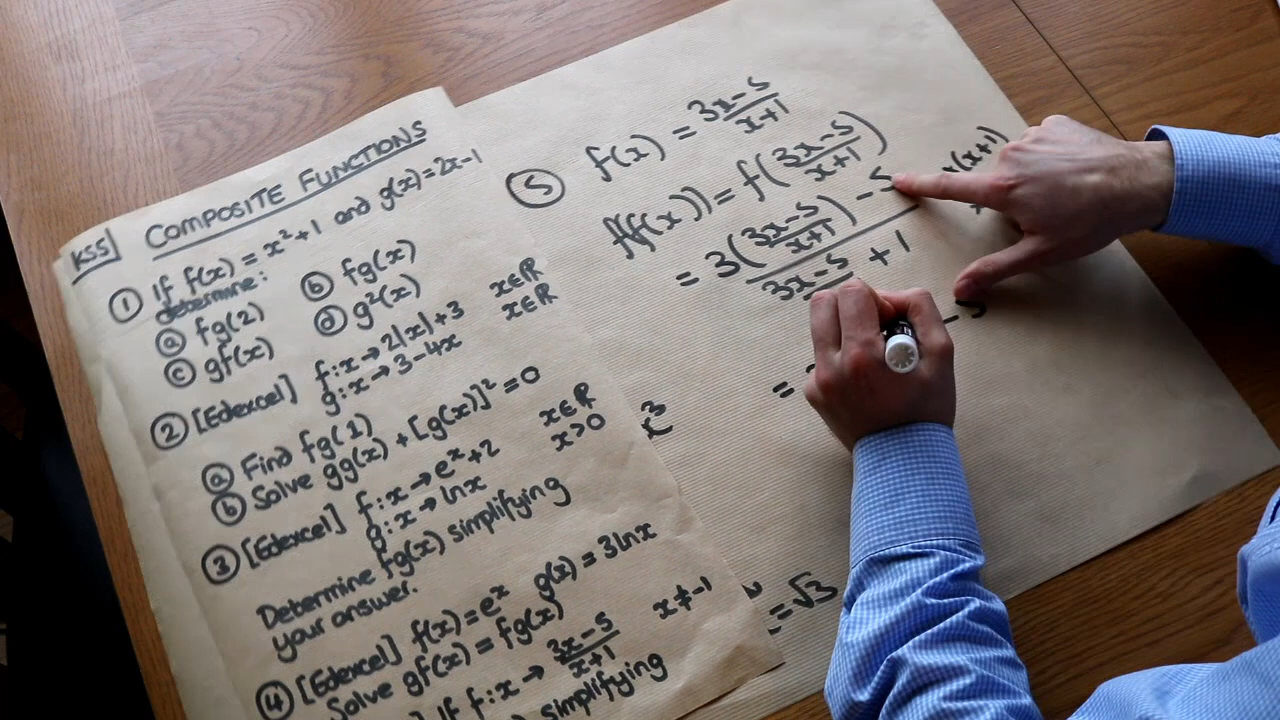 KS5 COMPOSITE FUNCTIONS
① If f(x) = x²+1 and g(x)=2x-1
determine:
ⓐ fg(2) ⓑ fg(x)
ⓒ gf(x) ⓓ g²(x)
② [Edexcel] f:x→2|x|+3 x∈ℝ
g:x→3-4x x∈ℝ
ⓐ Find fg(1)
ⓑ Solve gg(x)+[g(x)]²=0
③ [Edexcel] f:x→eˣ+2 x∈ℝ
g:x→lnx x>0
Determine fg(x) simplifying
your answer.
④ [Edexcel] f(x)=eˣ g(x)=3lnx
Solve gf(x)=fg(x)
] If f:x→ (3x-5)/(x+1) x≠-1
simplifying
⑤ f(x) = (3x-5)/(x+1)
ff(x) = f((3x-5)/(x+1))
= (3((3x-5)/(x+1)) - 5)/((3x-5)/ + 1)
(x+1)
=
- 5
x³
=√3